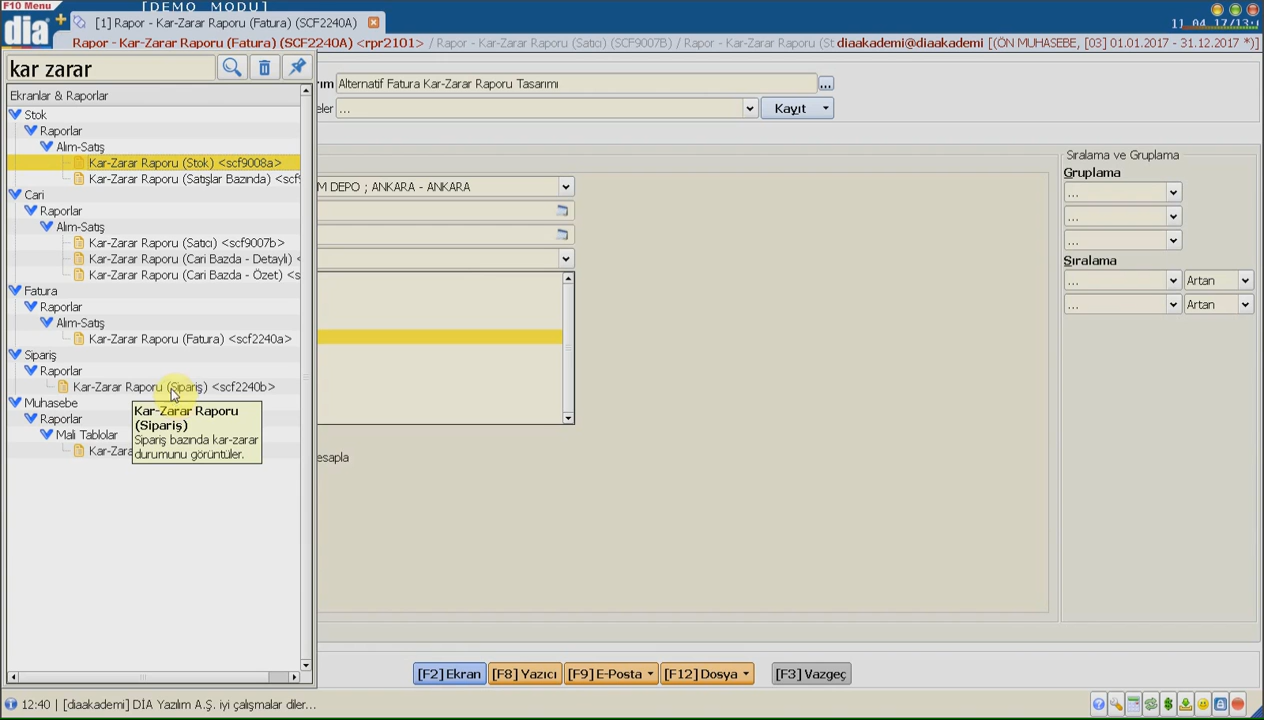 F10 Menu
[DEMO MODU]
[1] Rapor - Kar-Zarar Raporu (Fatura) (SCF2240A)
dia
Rapor - Kar-Zarar Raporu (Fatura) (SCF2240A) <rpr2101> / Rapor - Kar-Zarar Raporu (Satıcı) (SCF9007B) / Rapor - Kar-Zarar Raporu (St diaakademi@diaakademi [(ÖN MUHASEBE, [03] 01.01.2017 - 31.12.2017 *)]
kar zarar
Ekranlar & Raporlar
Stok
Raporlar
Alım-Satış
Kar-Zarar Raporu (Stok) <scf9008a>
Kar-Zarar Raporu (Satışlar Bazında) <scf9
Cari
Raporlar
Alım-Satış
Kar-Zarar Raporu (Satıcı) <scf9007b>
Kar-Zarar Raporu (Cari Bazda - Detaylı) <
Kar-Zarar Raporu (Cari Bazda - Özet) <s
Fatura
Raporlar
Alım-Satış
Kar-Zarar Raporu (Fatura) <scf2240a>
Sipariş
Raporlar
Kar-Zarar Raporu (Sipariş) <scf2240b>
Muhasebe
Raporlar
Mali Tablolar
Kar-Zara
Kar-Zarar Raporu
(Sipariş)
Sipariş bazında kar-zarar
durumunu görüntüler.
ım Alternatif Fatura Kar-Zarar Raporu Tasarımı ...
eler ... Kayıt
M DEPO ; ANKARA - ANKARA
esapla
Sıralama ve Gruplama
Gruplama
...
...
...
Sıralama
... Artan
... Artan
[F2] Ekran [F8] Yazıcı [F9] E-Posta [F12] Dosya [F3] Vazgeç
12:40 | [diaakademi] DİA Yazılım A.Ş. iyi çalışmalar diler...